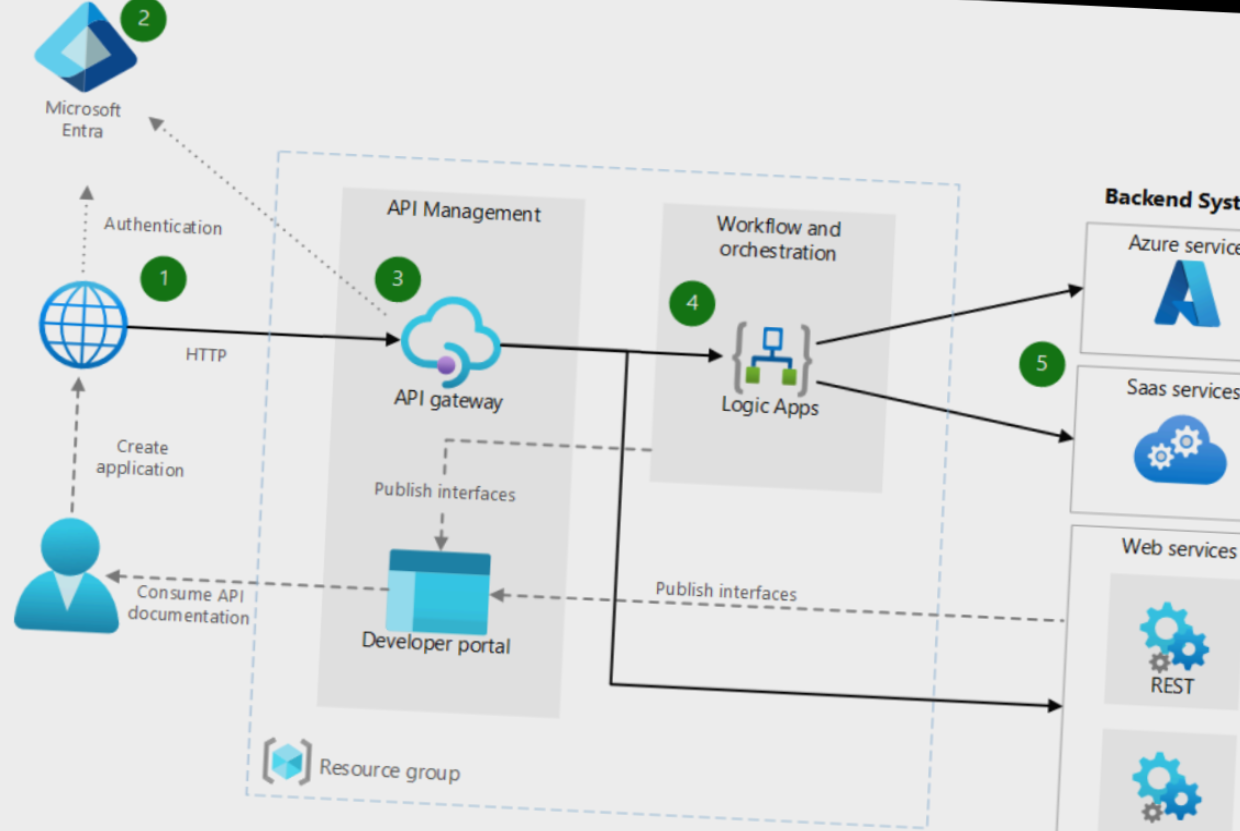 2
Microsoft
Entra
Authentication
1
HTTP
Create
application
Consume API
documentation
API Management
3
API gateway
Publish interfaces
Developer portal
Workflow and
orchestration
4
Logic Apps
Publish interfaces
Resource group
5
Backend
Azure
Saas services
Web services
REST